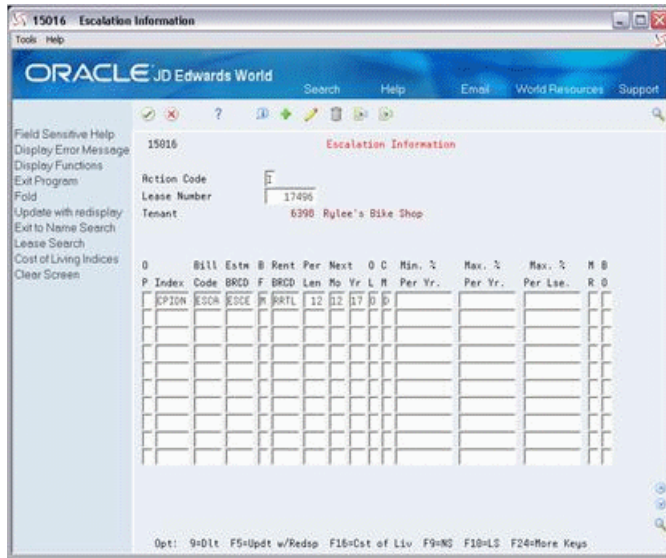 15016 Escalation Information
Tools Help
ORACLE JD Edwards World
Search Help Email World Resources Support
Field Sensitive Help
Display Error Message
Display Functions
Exit Program
Fold
Update with redisplay
Exit to Name Search
Lease Search
Cost of Living Indices
Clear Screen
15016 Escalation Information
Action Code I
Lease Number 17496
Tenant 6398 Rylee's Bike Shop
O Bill Estm B Rent Per Next O C Min. % Max. % Max. % M B
P Index Code BRCD F BRCD Len Mo Yr L M Per Yr. Per Yr. Per Lse. R O
CPION ESCA ESCE M RRTL 12 12 17 O D
Opt: 9=Dlt F5=Updt w/Redsp F16=Cst of Liv F9=NS F18=LS F24=More Keys